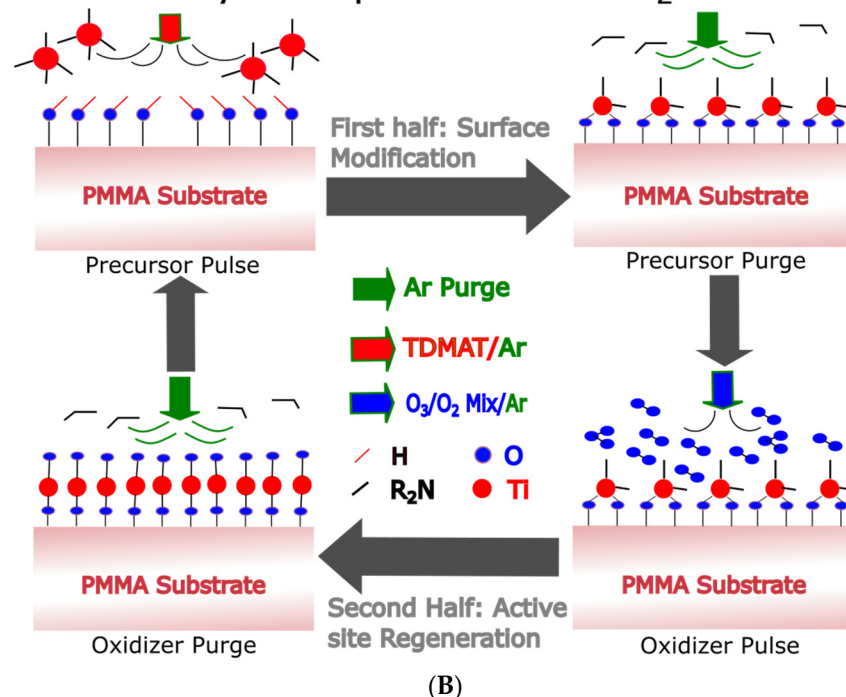 First half: Surface
Modification
PMMA Substrate
PMMA Substrate
Precursor Pulse
Precursor Purge
Ar Purge
TDMAT/Ar
O₃/O₂ Mix/Ar
H
O
R₂N
Ti
PMMA Substrate
PMMA Substrate
Second Half: Active
site Regeneration
Oxidizer Purge
Oxidizer Pulse
(B)